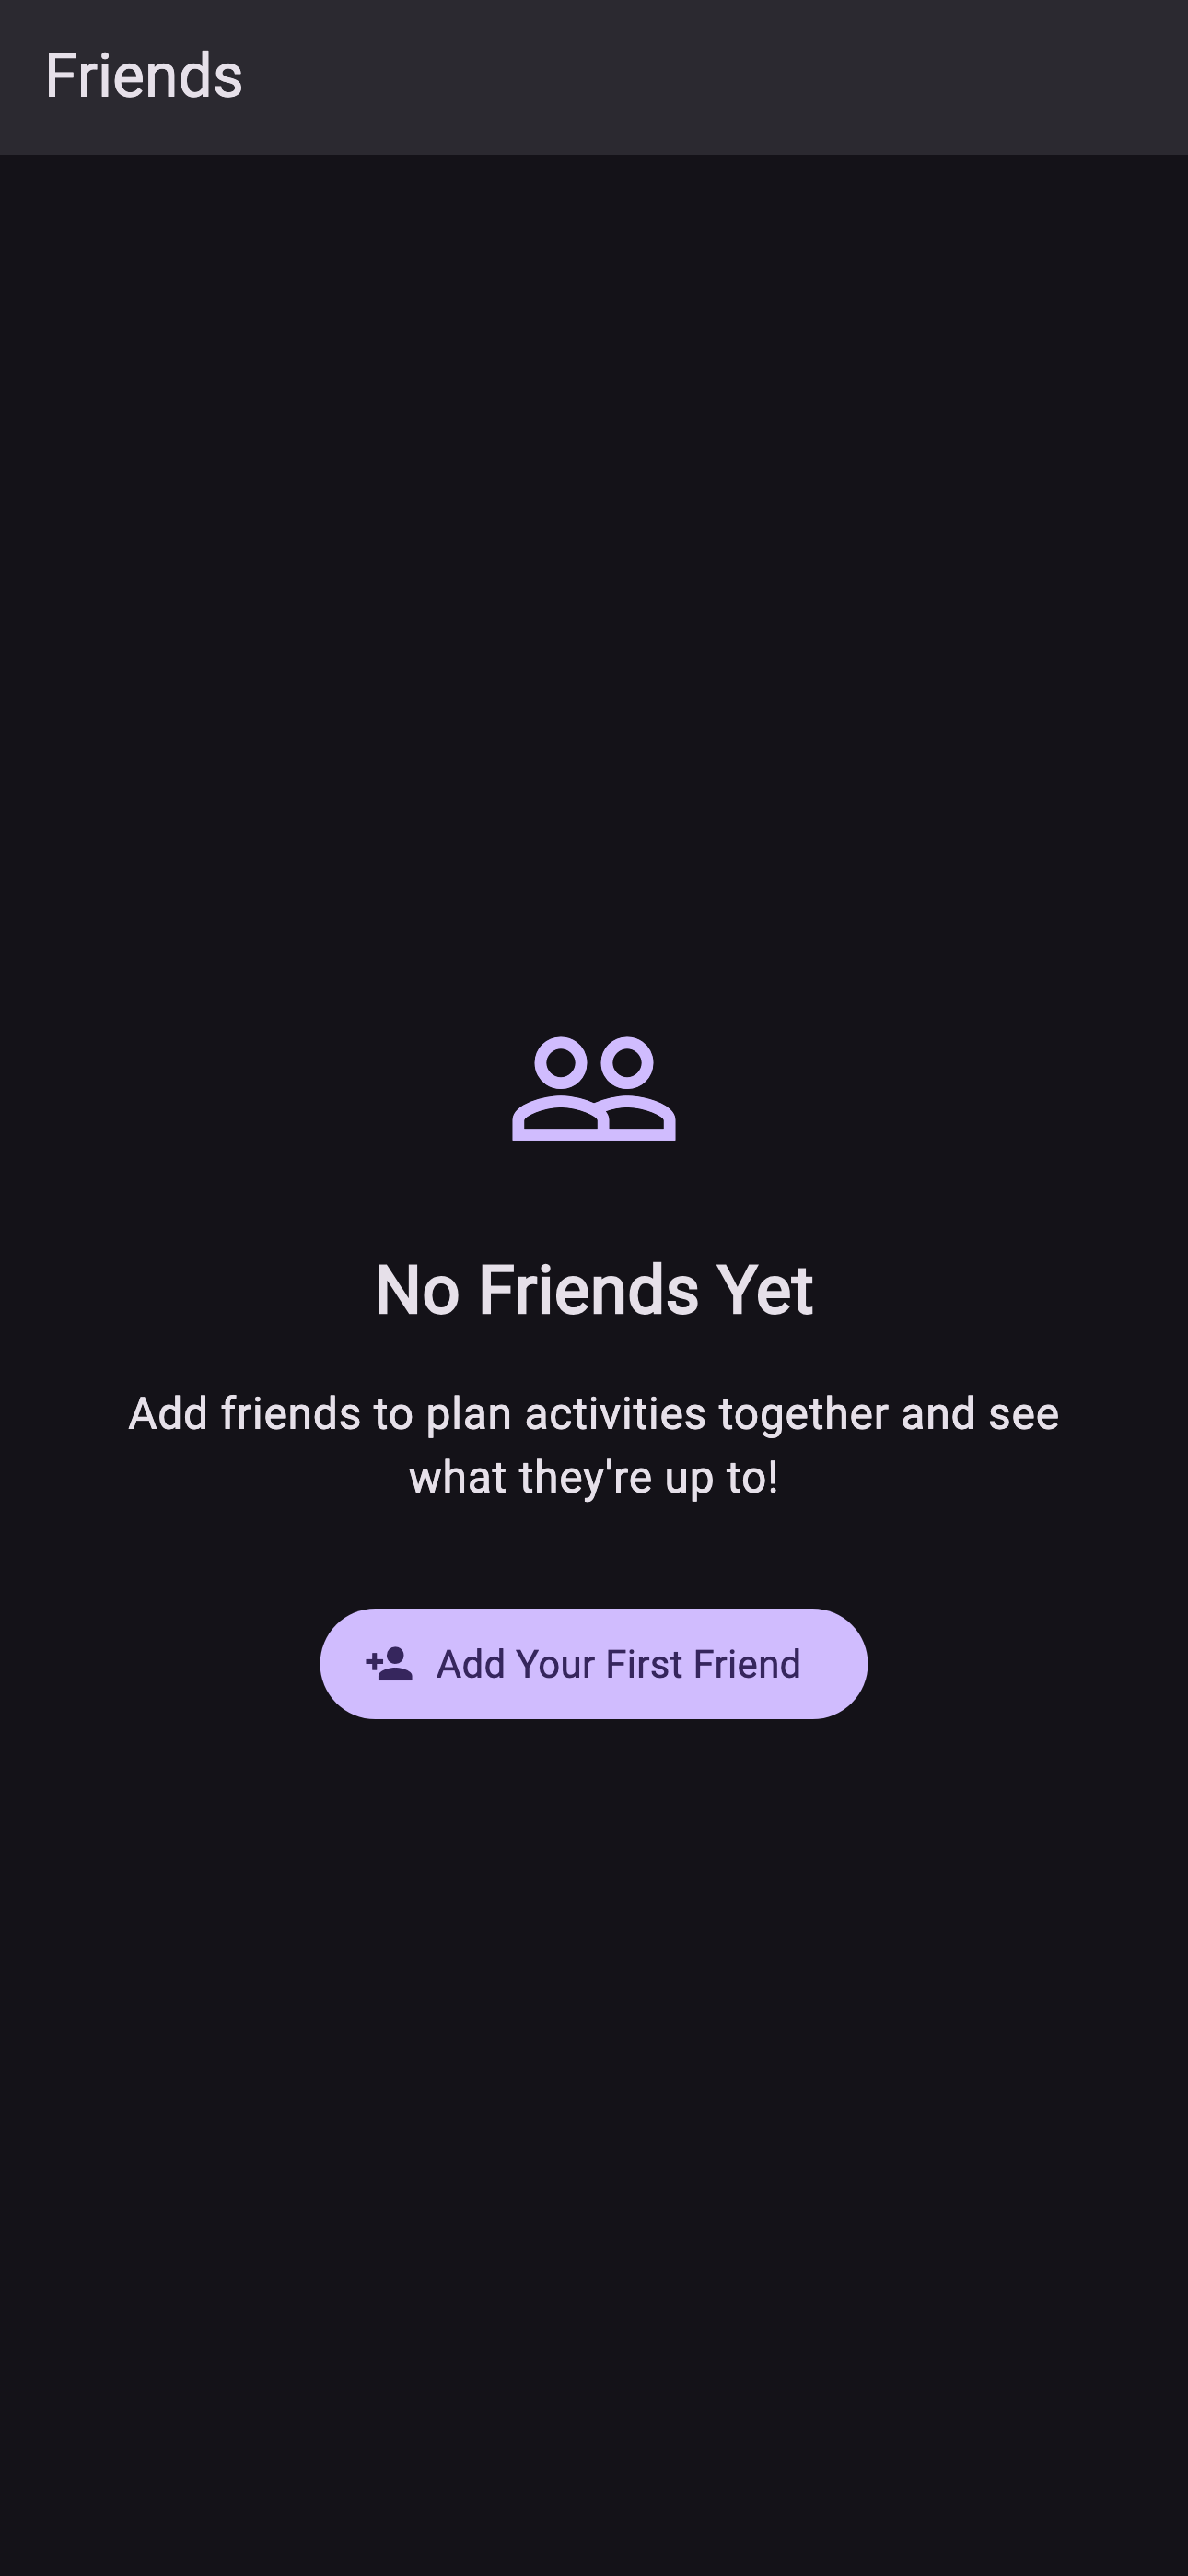 Friends
No Friends Yet
Add friends to plan activities together and see
what they're up to!
Add Your First Friend